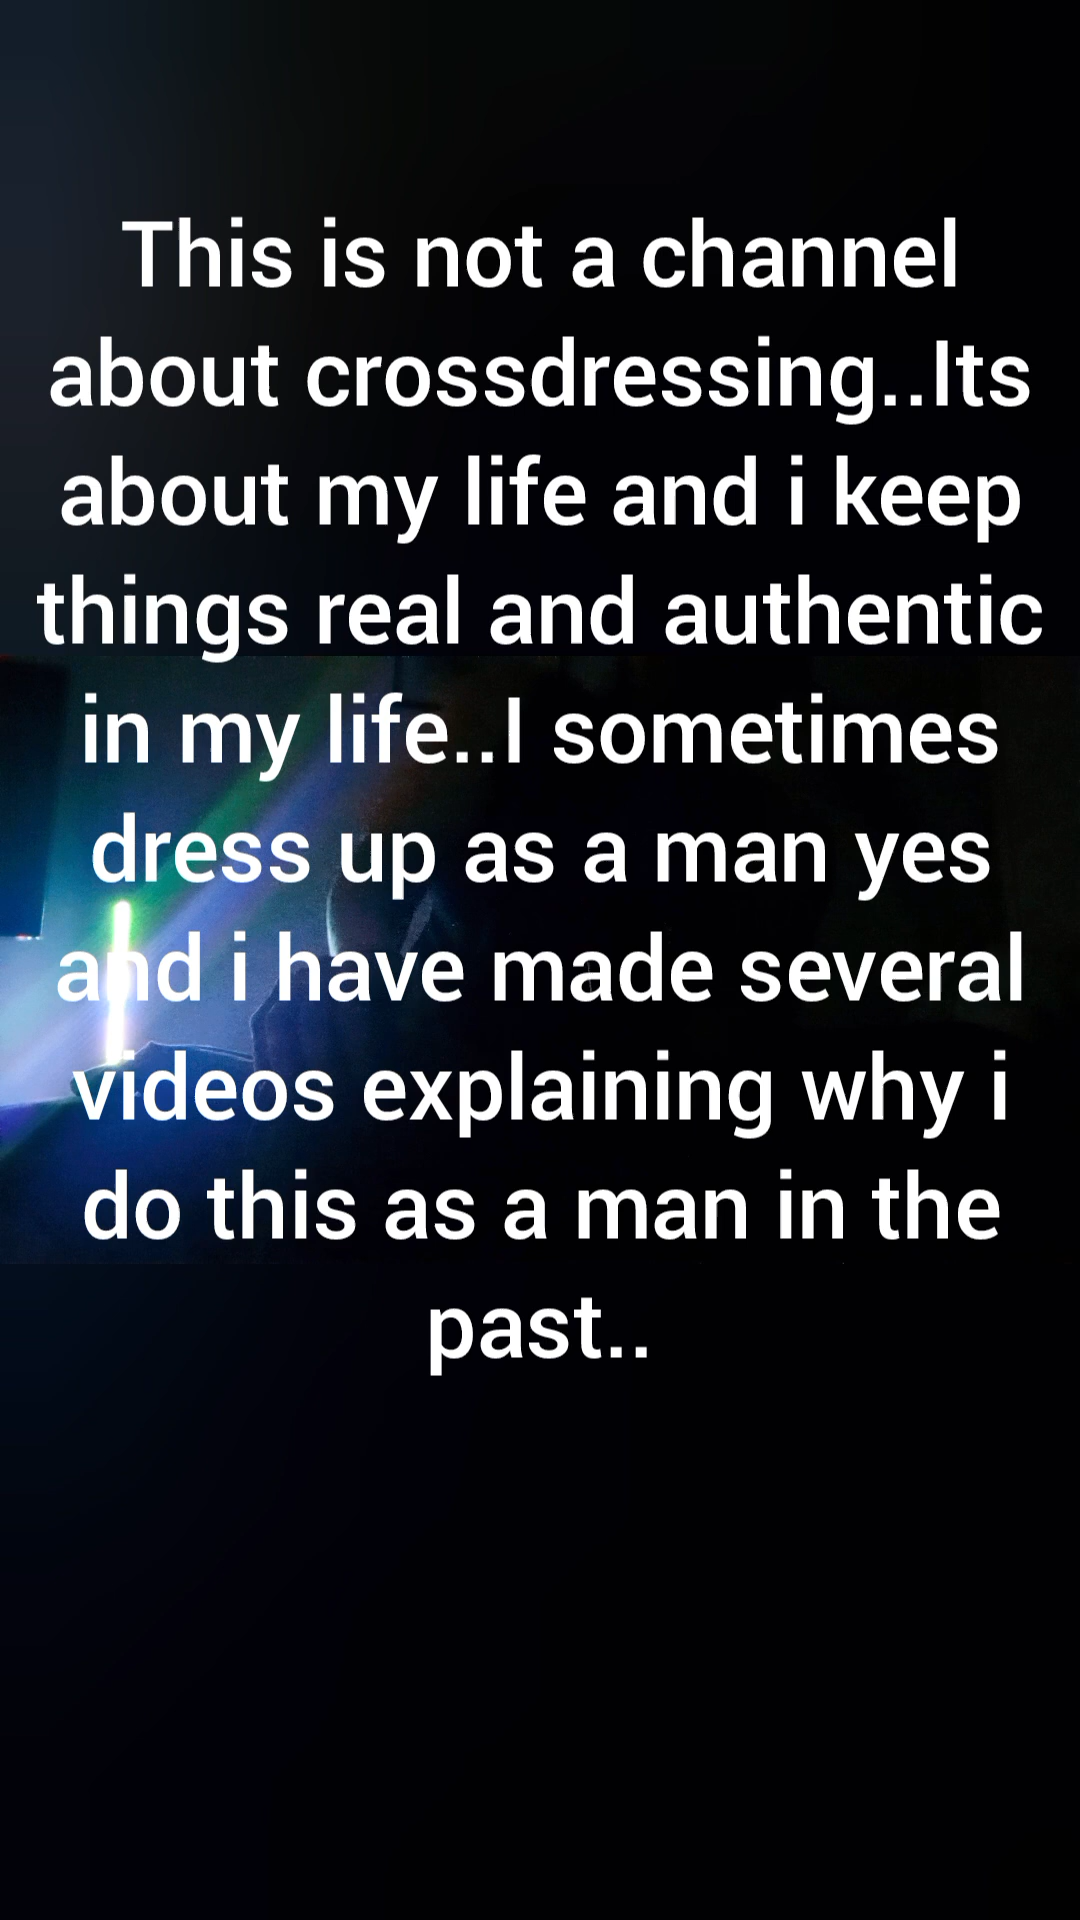 This is not a channel
about crossdressing..Its
about my life and i keep
things real and authentic
in my life..I sometimes
dress up as a man yes
and i have made several
videos explaining why i
do this as a man in the
past..